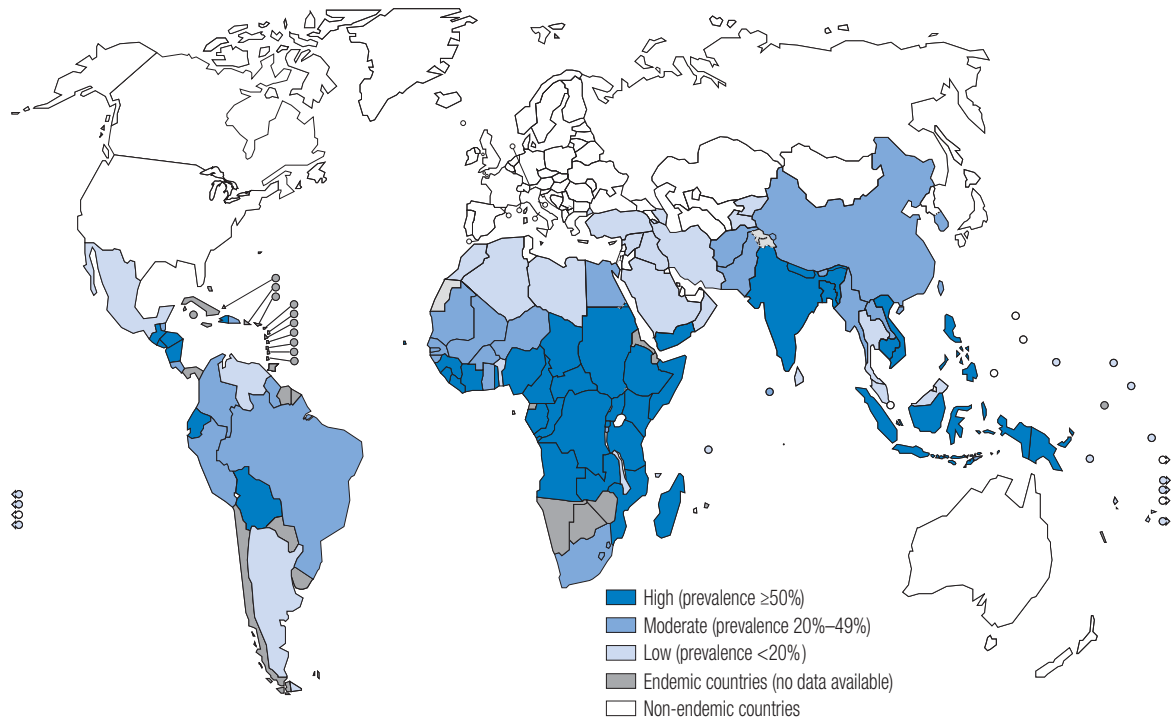 High (prevalence ≥50%)
Moderate (prevalence 20%–49%)
Low (prevalence <20%)
Endemic countries (no data available)
Non-endemic countries